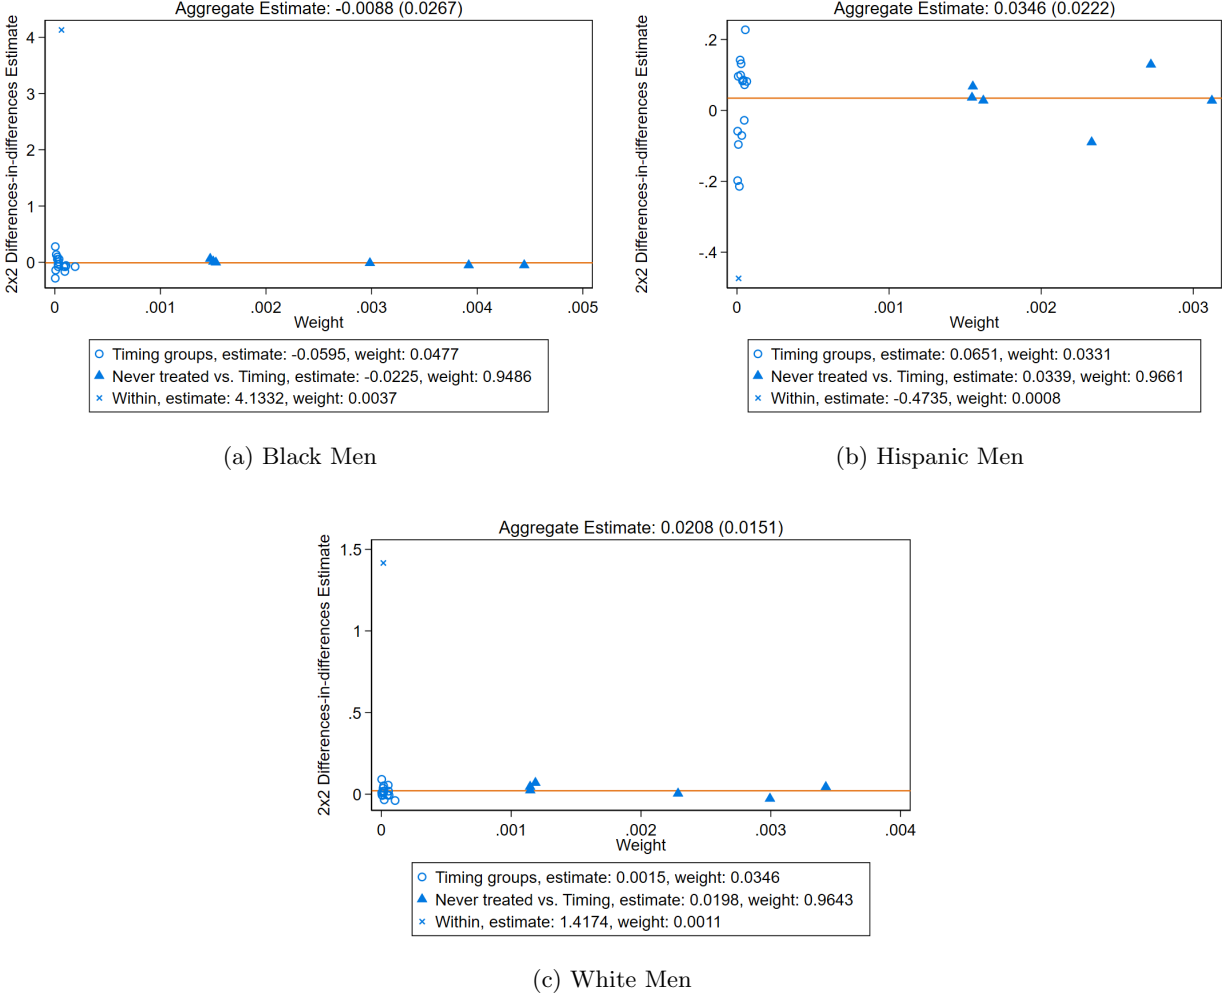 Aggregate Estimate: -0.0088 (0.0267)
2x2 Differences-in-differences Estimate
4
3
2
1
0
0 .001 .002 .003 .004 .005
Weight
Timing groups, estimate: -0.0595, weight: 0.0477
Never treated vs. Timing, estimate: -0.0225, weight: 0.9486
Within, estimate: 4.1332, weight: 0.0037
(a) Black Men
Aggregate Estimate: 0.0346 (0.0222)
2x2 Differences-in-differences Estimate
.2
0
-.2
-.4
0 .001 .002 .003
Weight
Timing groups, estimate: 0.0651, weight: 0.0331
Never treated vs. Timing, estimate: 0.0339, weight: 0.9661
Within, estimate: -0.4735, weight: 0.0008
(b) Hispanic Men
Aggregate Estimate: 0.0208 (0.0151)
2x2 Differences-in-differences Estimate
1.5
1
.5
0
0 .001 .002 .003 .004
Weight
Timing groups, estimate: 0.0015, weight: 0.0346
Never treated vs. Timing, estimate: 0.0198, weight: 0.9643
Within, estimate: 1.4174, weight: 0.0011
(c) White Men